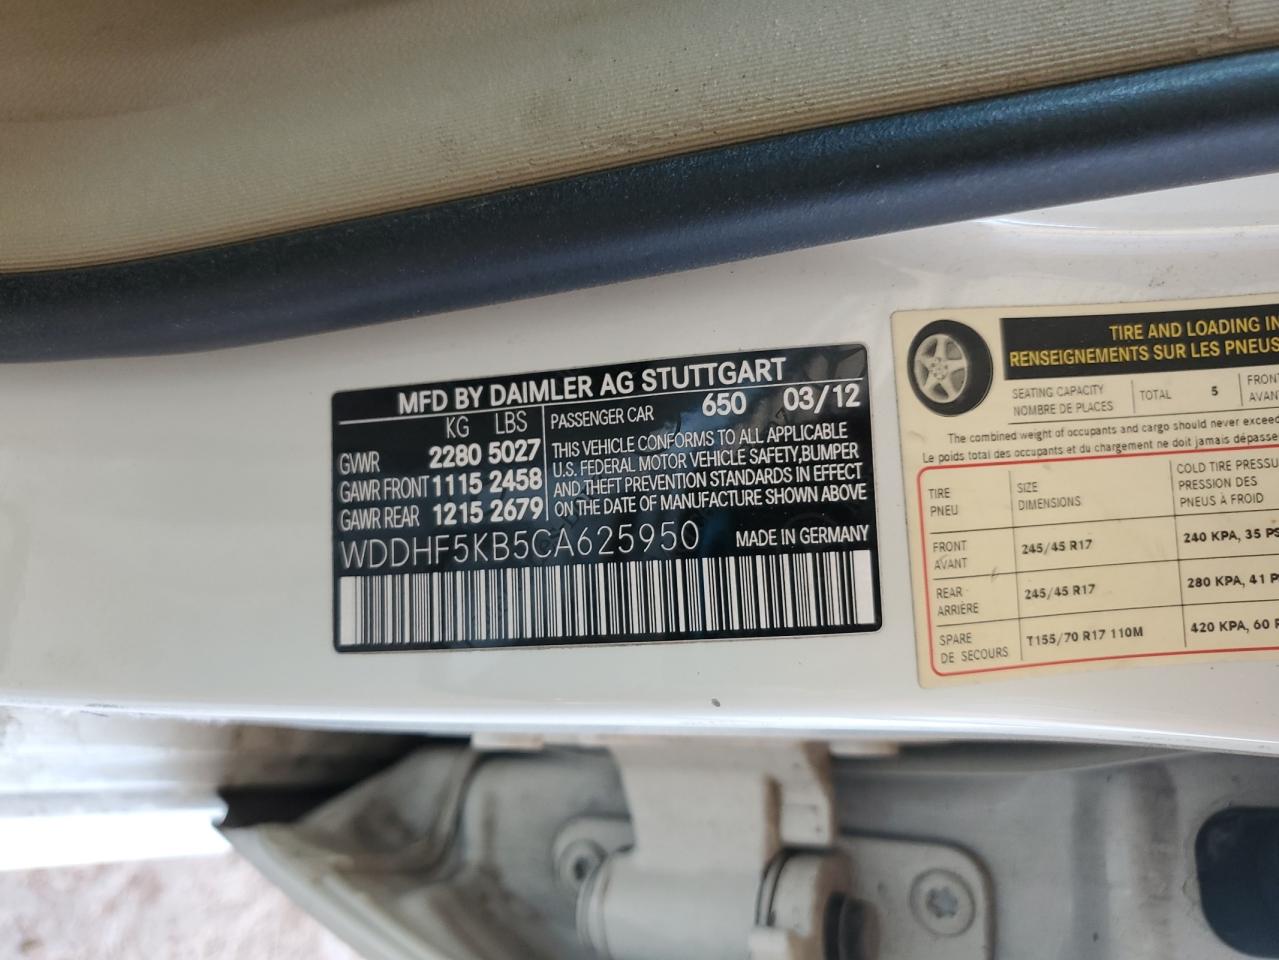 MFD BY DAIMLER AG STUTTGART
KG LBS
GVWR 2280 5027
GAWR FRONT 1115 2458
GAWR REAR 1215 2679
PASSENGER CAR 650 03/12
THIS VEHICLE CONFORMS TO ALL APPLICABLE
U.S. FEDERAL MOTOR VEHICLE SAFETY,BUMPER
AND THEFT PREVENTION STANDARDS IN EFFECT
ON THE DATE OF MANUFACTURE SHOWN ABOVE
WDDHF5KB5CA625950 MADE IN GERMANY
TIRE AND LOADING IN
RENSEIGNEMENTS SUR LES PNEUS
SEATING CAPACITY
NOMBRE DE PLACES
TOTAL 5
FRONT
AVAN
The combined weight of occupants and cargo should never exceed
Le poids total des occupants et du chargement ne doit jamais dépasse
TIRE
PNEU
SIZE
DIMENSIONS
COLD TIRE PRESSU
PRESSION DES
PNEUS À FROID
FRONT
AVANT
245/45 R17
240 KPA, 35 PS
REAR
ARRIÈRE
245/45 R17
280 KPA, 41 P
SPARE
DE SECOURS
T155/70 R17 110M
420 KPA, 60 P